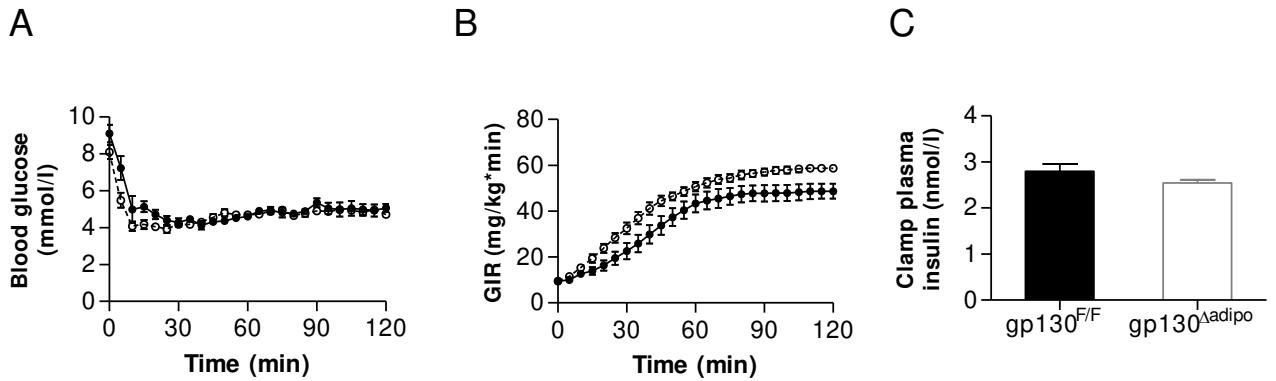 A
B
C
10
8
6
4
2
0
Blood glucose
(mmol/l)
0 30 60 90 120
Time (min)
80
60
40
20
0
GIR (mg/kg*min)
0 30 60 90 120
Time (min)
4
3
2
1
0
Clamp plasma
insulin (nmol/l)
gp130F/F gp130Δadipo